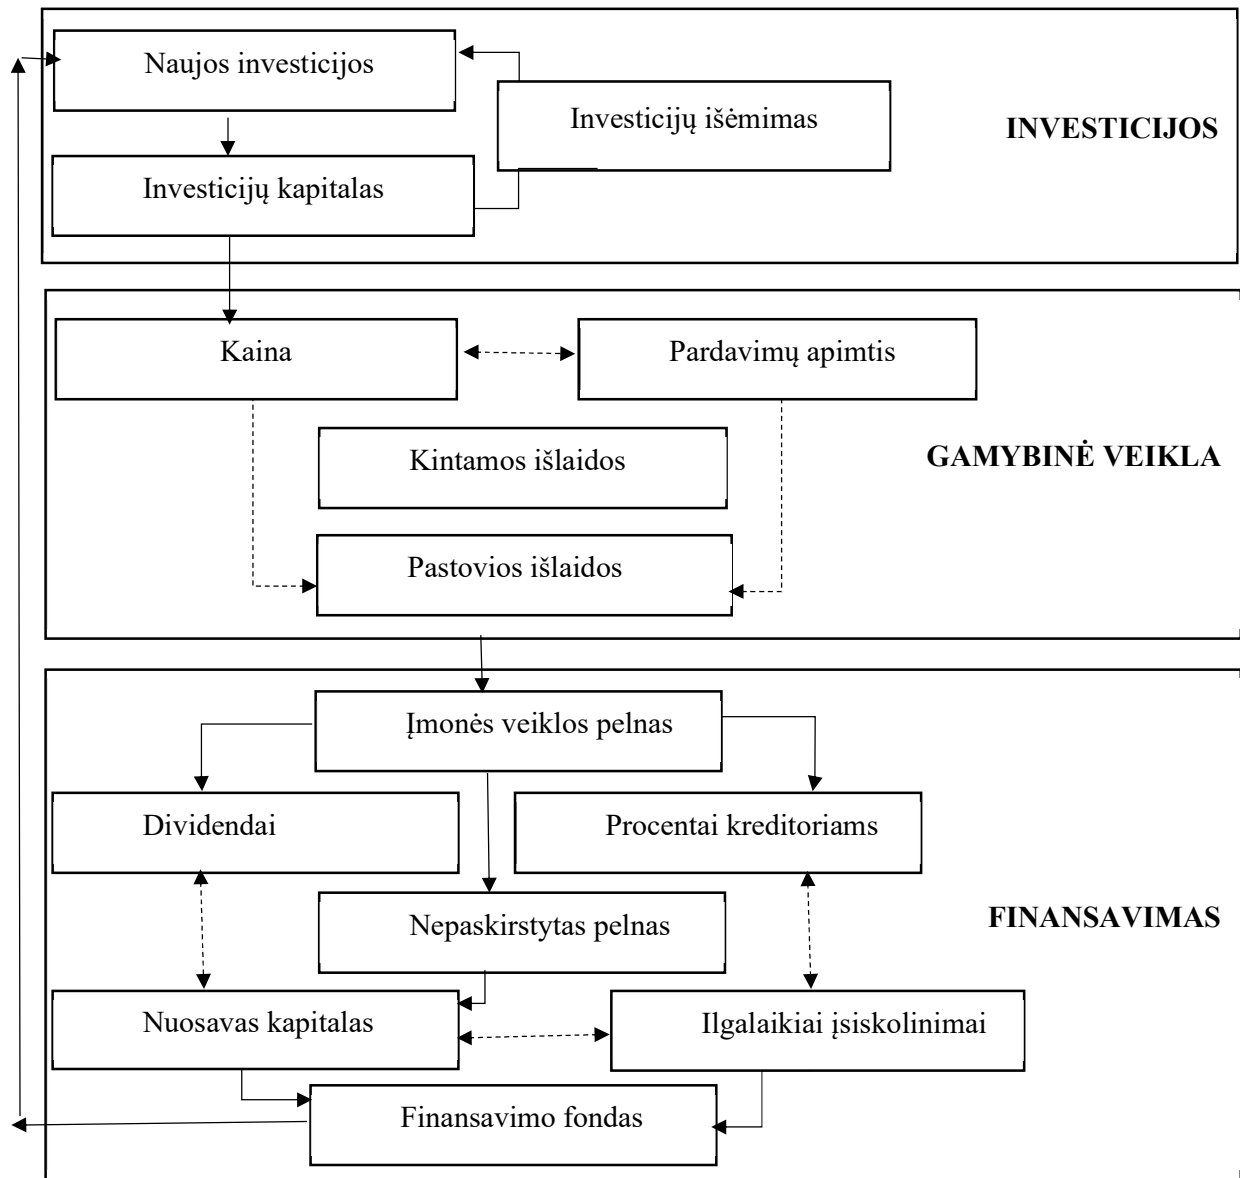 Naujos investicijos
Investicijų išėmimas
INVESTICIJOS
Investicijų kapitalas
Kaina
Pardavimų apimtis
Kintamos išlaidos
GAMYBINĖ VEIKLA
Pastovios išlaidos
Įmonės veiklos pelnas
Dividendai
Procentai kreditoriams
Nepaskirstytas pelnas
FINANSAVIMAS
Nuosavas kapitalas
Ilgalaikiai įsiskolinimai
Finansavimo fondas